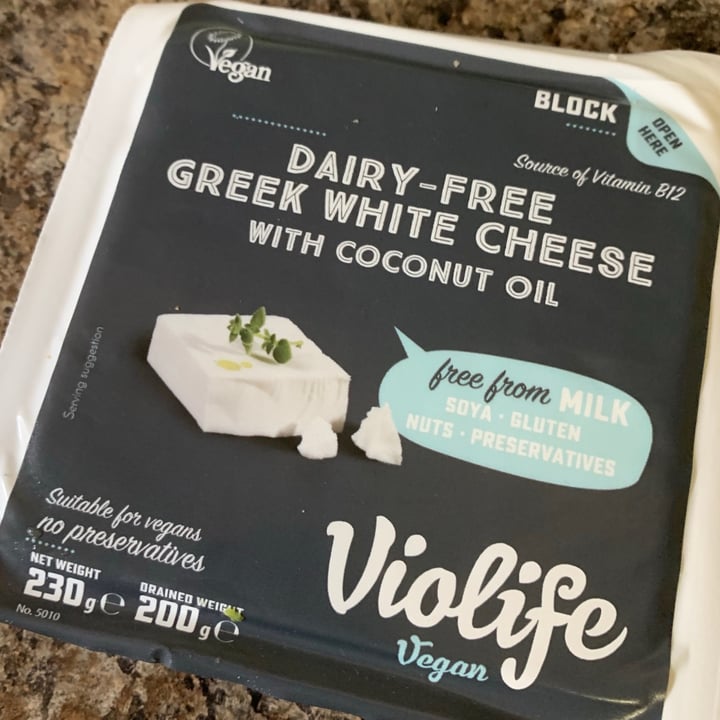 Vegan
BLOCK
OPEN
HERE
Source of Vitamin B12
DAIRY-FREE
GREEK WHITE CHEESE
WITH COCONUT OIL
Serving suggestion
free from MILK
SOYA · GLUTEN
NUTS · PRESERVATIVES
Suitable for vegans
no preservatives
NET WEIGHT
230g ℮
DRAINED WEIGHT
200g ℮
No. 5010
Violife
Vegan